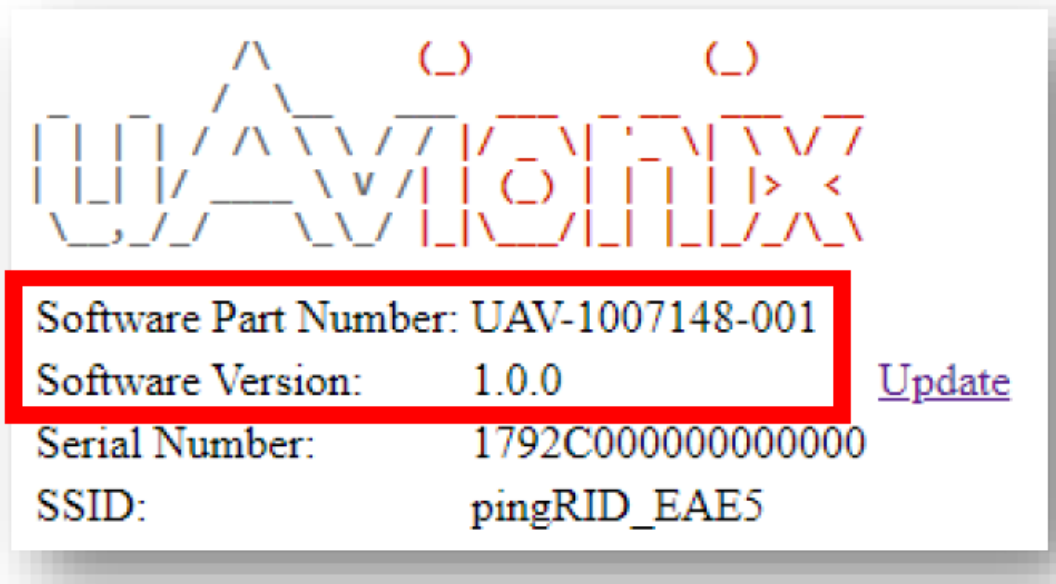 uAvionix
Software Part Number: UAV-1007148-001
Software Version: 1.0.0 Update
Serial Number: 1792C000000000000
SSID: pingRID_EAE5